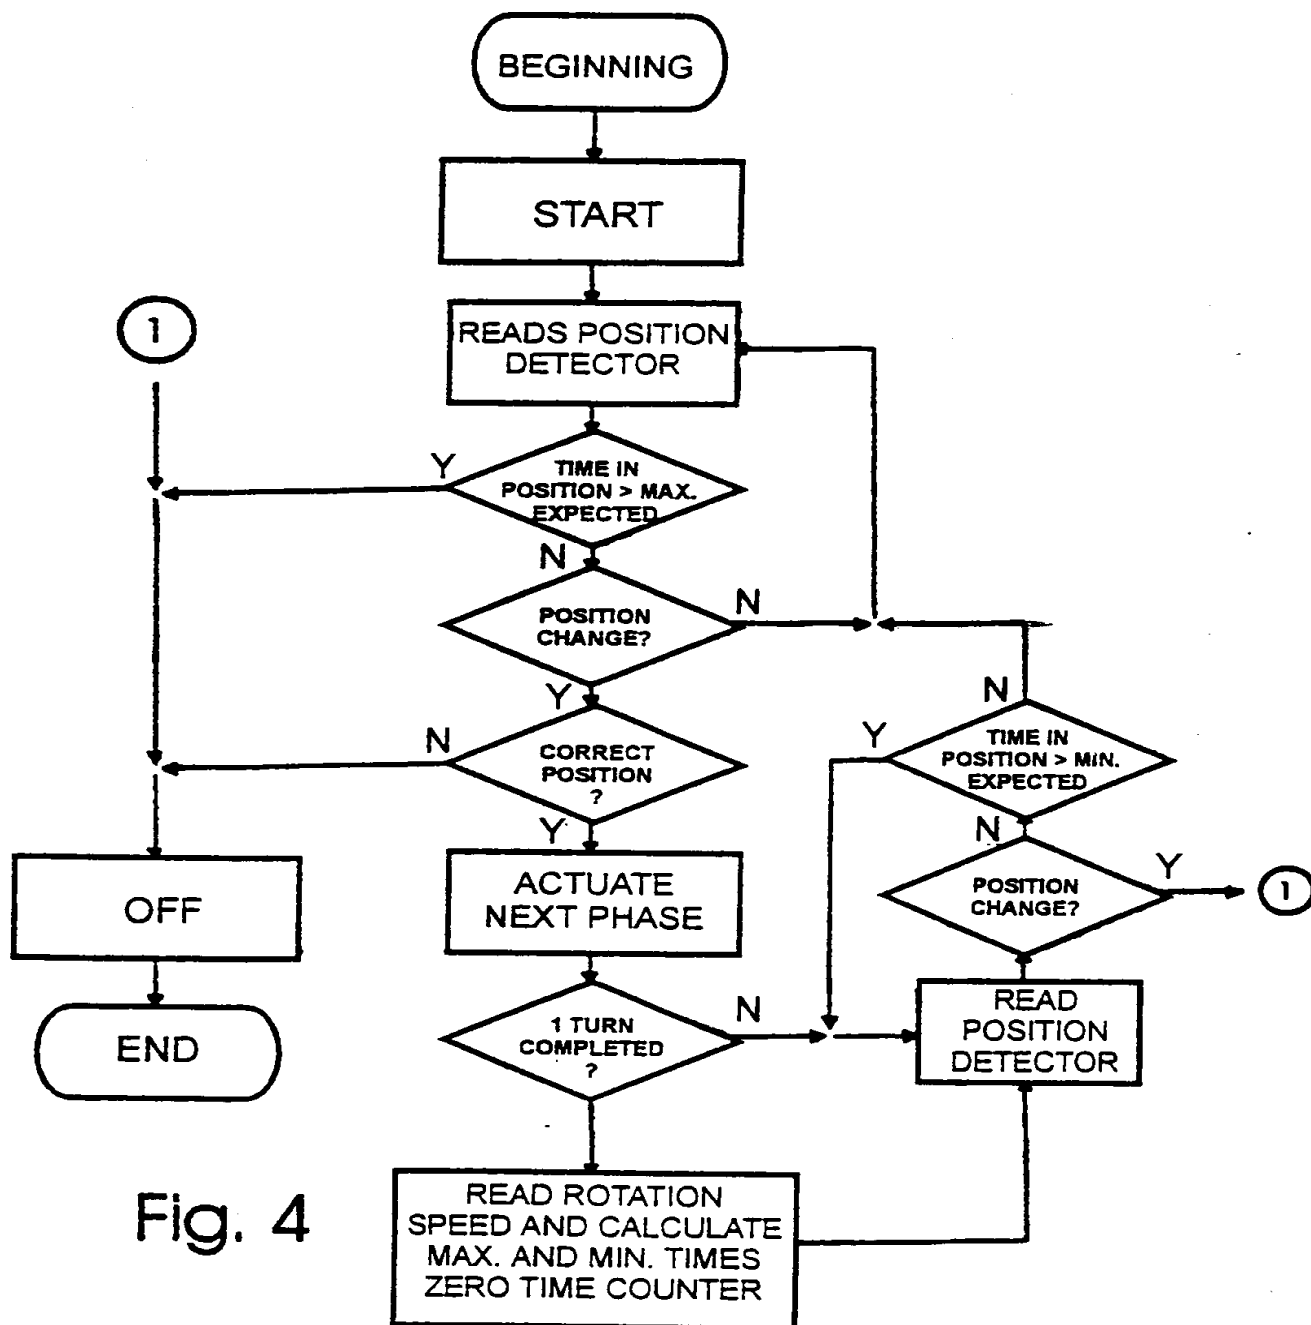 BEGINNING
START
1
READS POSITION
DETECTOR
Y
TIME IN
POSITION > MAX.
EXPECTED
N
POSITION
CHANGE?
N
Y
N
CORRECT
POSITION
?
Y
N
Y
TIME IN
POSITION > MIN.
EXPECTED
N
POSITION
CHANGE?
Y
1
OFF
ACTUATE
NEXT PHASE
END
1 TURN
COMPLETED
?
N
READ
POSITION
DETECTOR
READ ROTATION
SPEED AND CALCULATE
MAX. AND MIN. TIMES
ZERO TIME COUNTER
Fig. 4